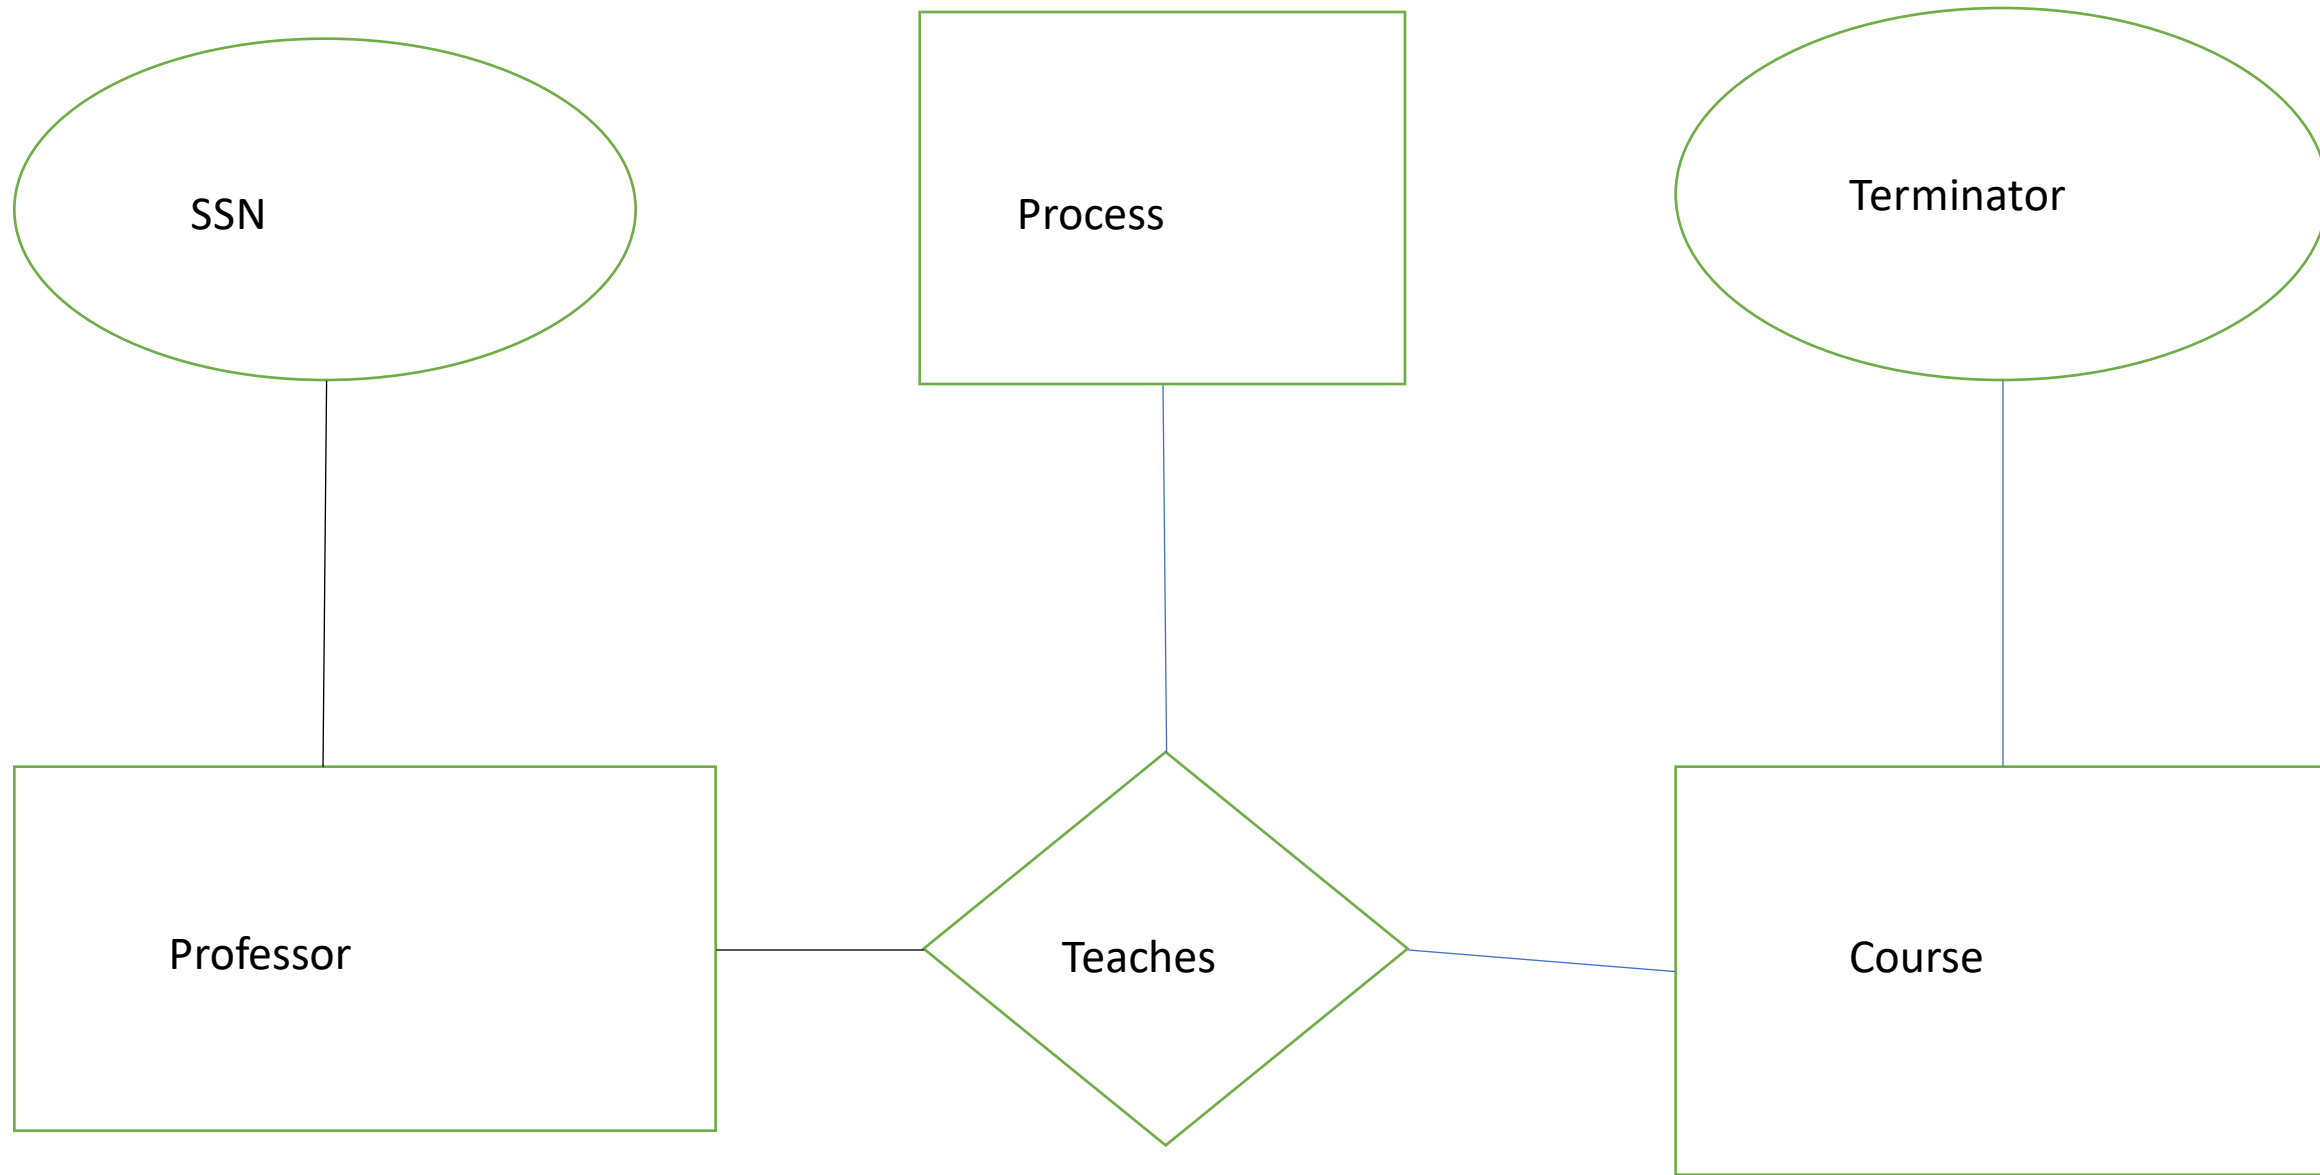 SSN
Process
Terminator
Professor
Teaches
Course